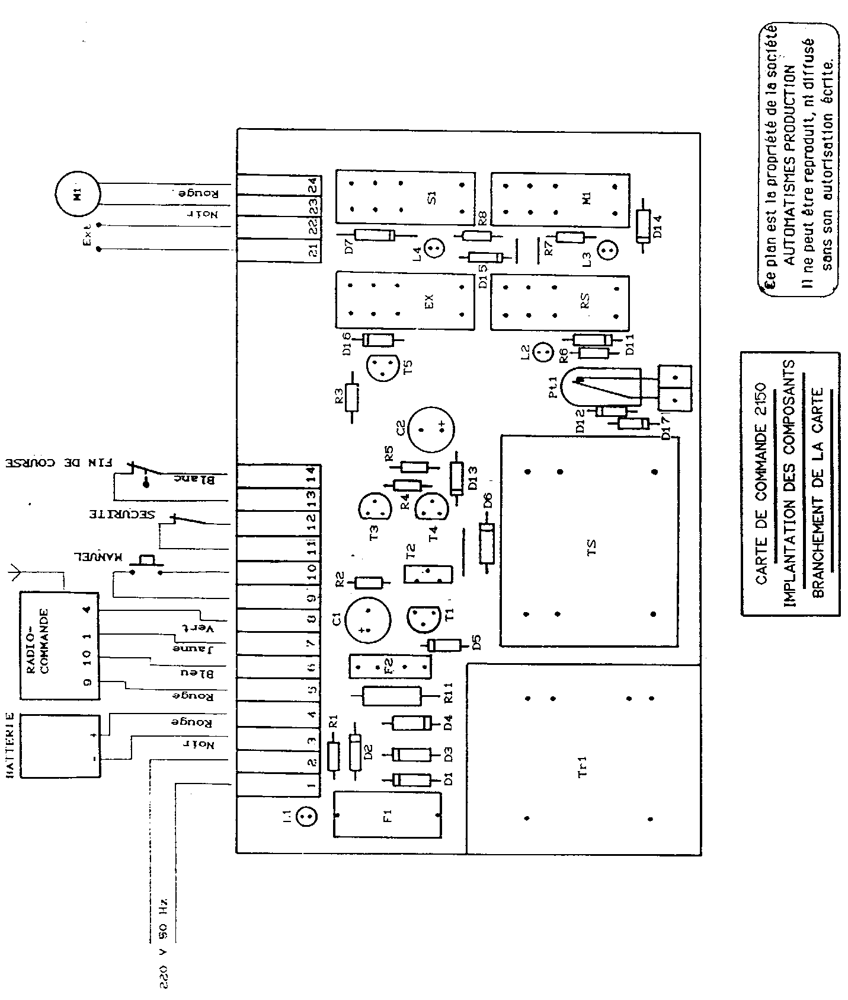 Ce plan est la propriété de la société
AUTOMATISMES PRODUCTION
Il ne peut être reproduit, ni diffusé
sans son autorisation écrite.
CARTE DE COMMANDE 2150
IMPLANTATION DES COMPOSANTS
BRANCHEMENT DE LA CARTE
M1
Rouge
Noir
Ext
FIN DE COURSE
Blanc
SECURITE
MANUEL
RADIO-
COMMANDE
4
1
10
9
Vert
Jaune
Bleu
Rouge
BATTERIE
+
-
Rouge
Noir
220 V 50 Hz
24
23
22
21
14
13
12
11
10
9
8
7
6
5
4
3
2
1
S1
M1
D7
L4
R8
D15
R7
L3
D14
EX
RS
D16
T5
R3
L2
R6
D11
Pt1
D12
D17
C2
+
R5
R4
D13
T3
T4
D6
T2
R2
C1
+
T1
D5
TS
F2
R11
R1
D2
D4
D3
D1
L1
F1
Tr1